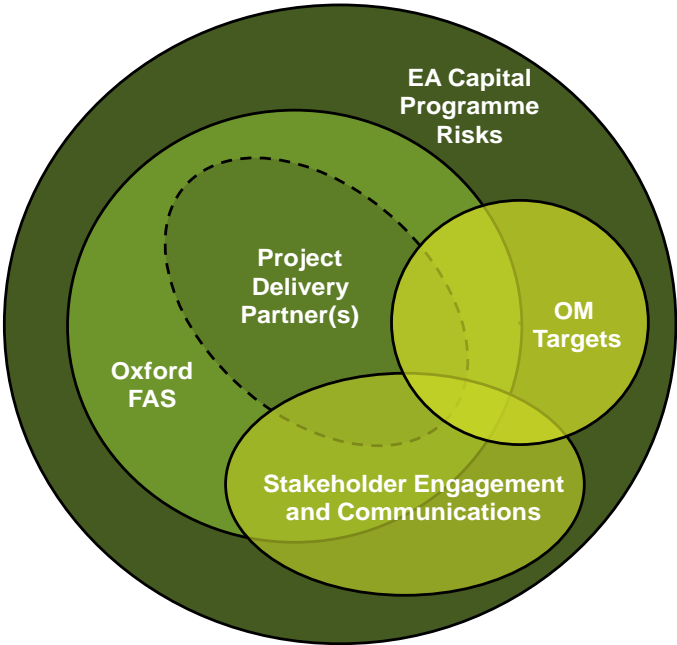 EA Capital
Programme
Risks
Project
Delivery
Partner(s)
OM
Targets
Oxford
FAS
Stakeholder Engagement
and Communications